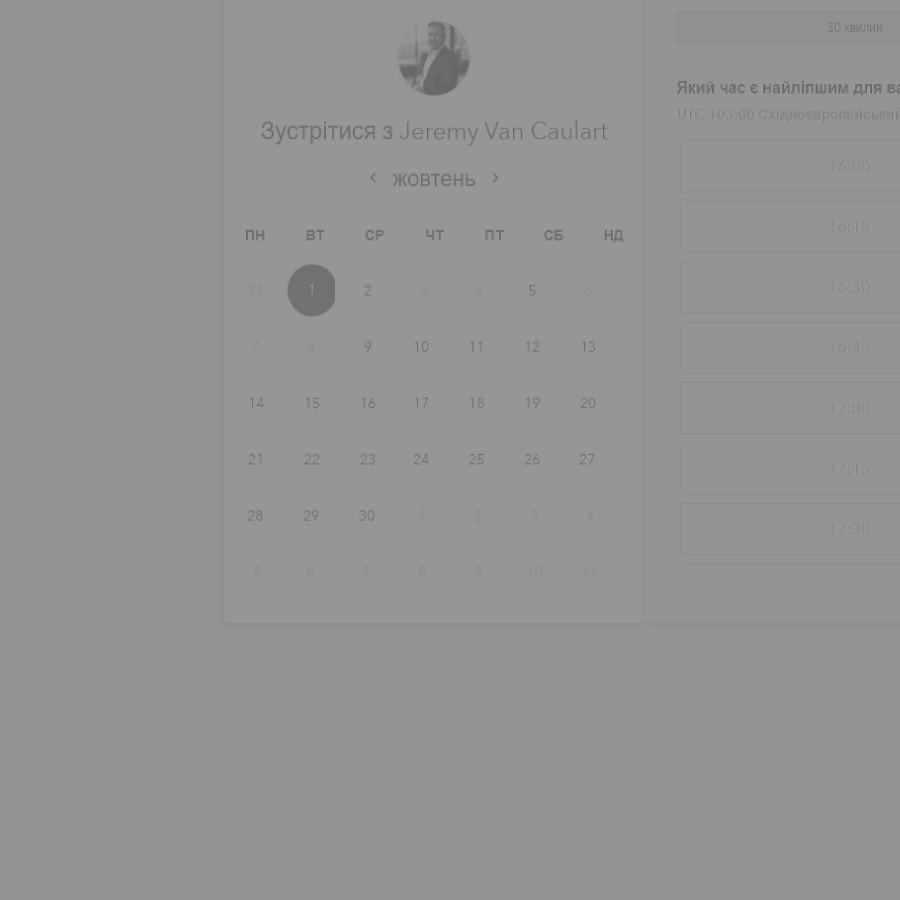 Зустрітися з Jeremy Van Caulart
жовтень
ПН ВТ СР ЧТ ПТ СБ НД
31 1 2 3 4 5 6
7 8 9 10 11 12 13
14 15 16 17 18 19 20
21 22 23 24 25 26 27
28 29 30 1 2 3 4
5 6 7 8 9 10 11
30 хвилин
Який час є найліпшим для ва
UTC +03:00 Східноєвропейський
16:00
16:15
16:30
16:45
17:00
17:15
17:30